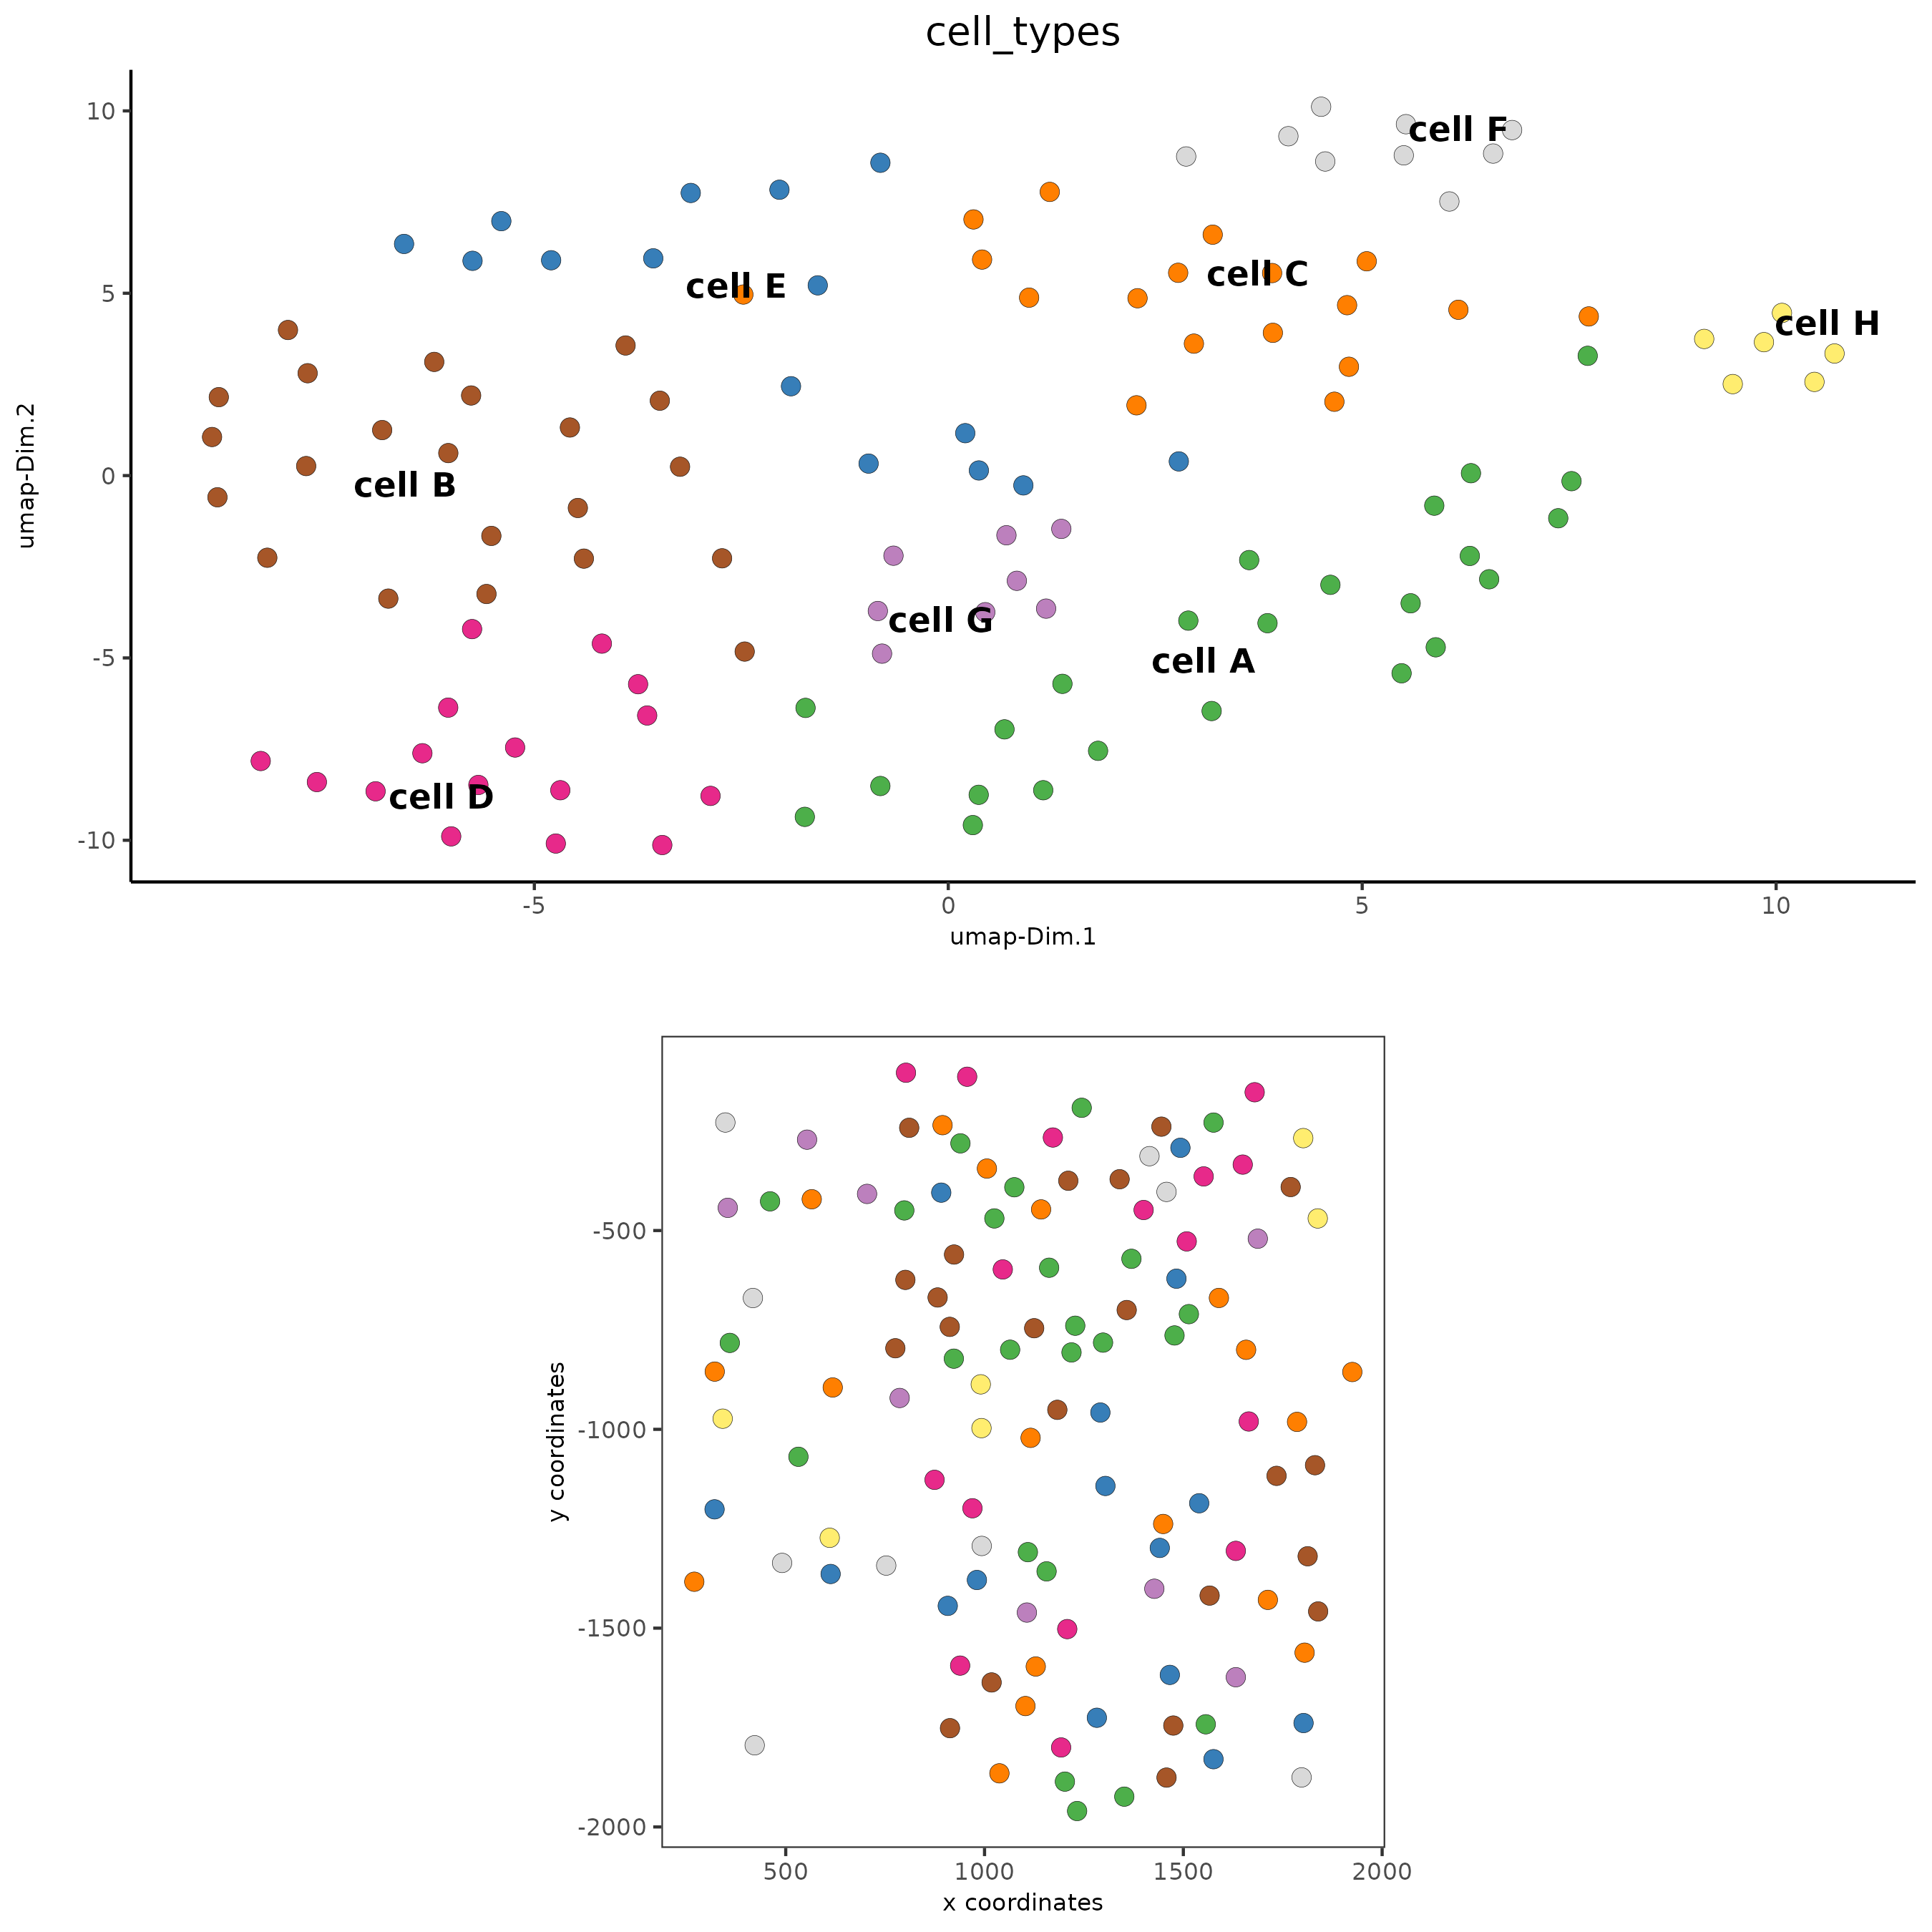 cell_types
10
cell F
cell E
cell C
5
cell H
umap-Dim.2
0
cell B
cell G
cell A
-5
cell D
-10
-5
0
5
10
umap-Dim.1
-500
y coordinates
-1000
-1500
-2000
500
1000
1500
2000
x coordinates